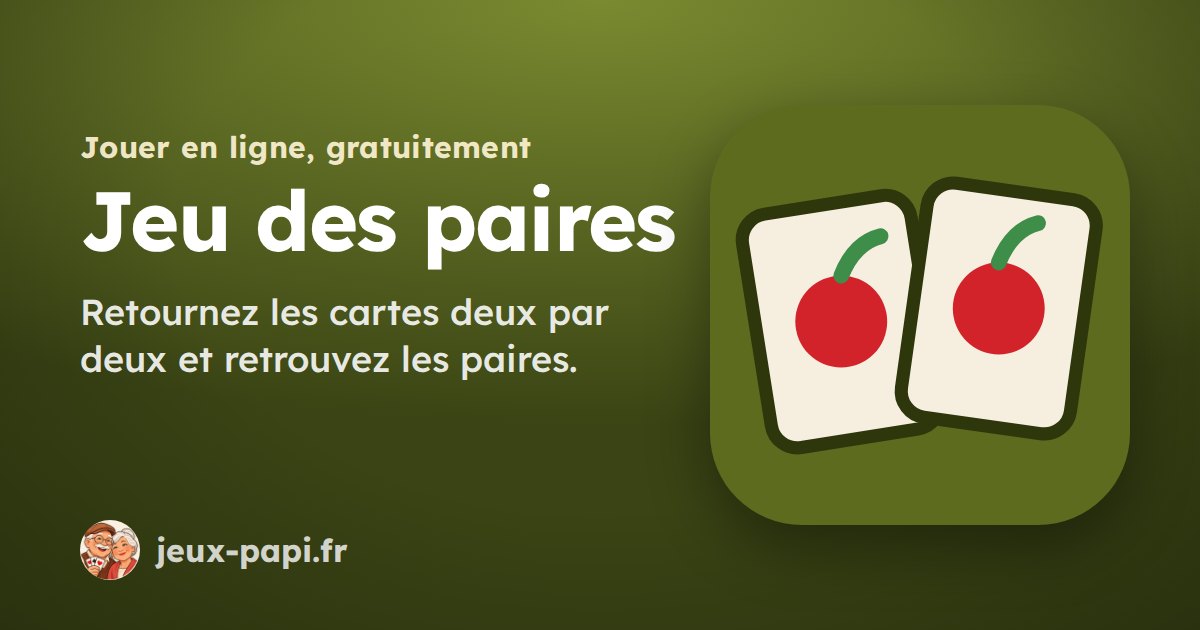 Jouer en ligne, gratuitement
Jeu des paires
Retournez les cartes deux par
deux et retrouvez les paires.
jeux-papi.fr